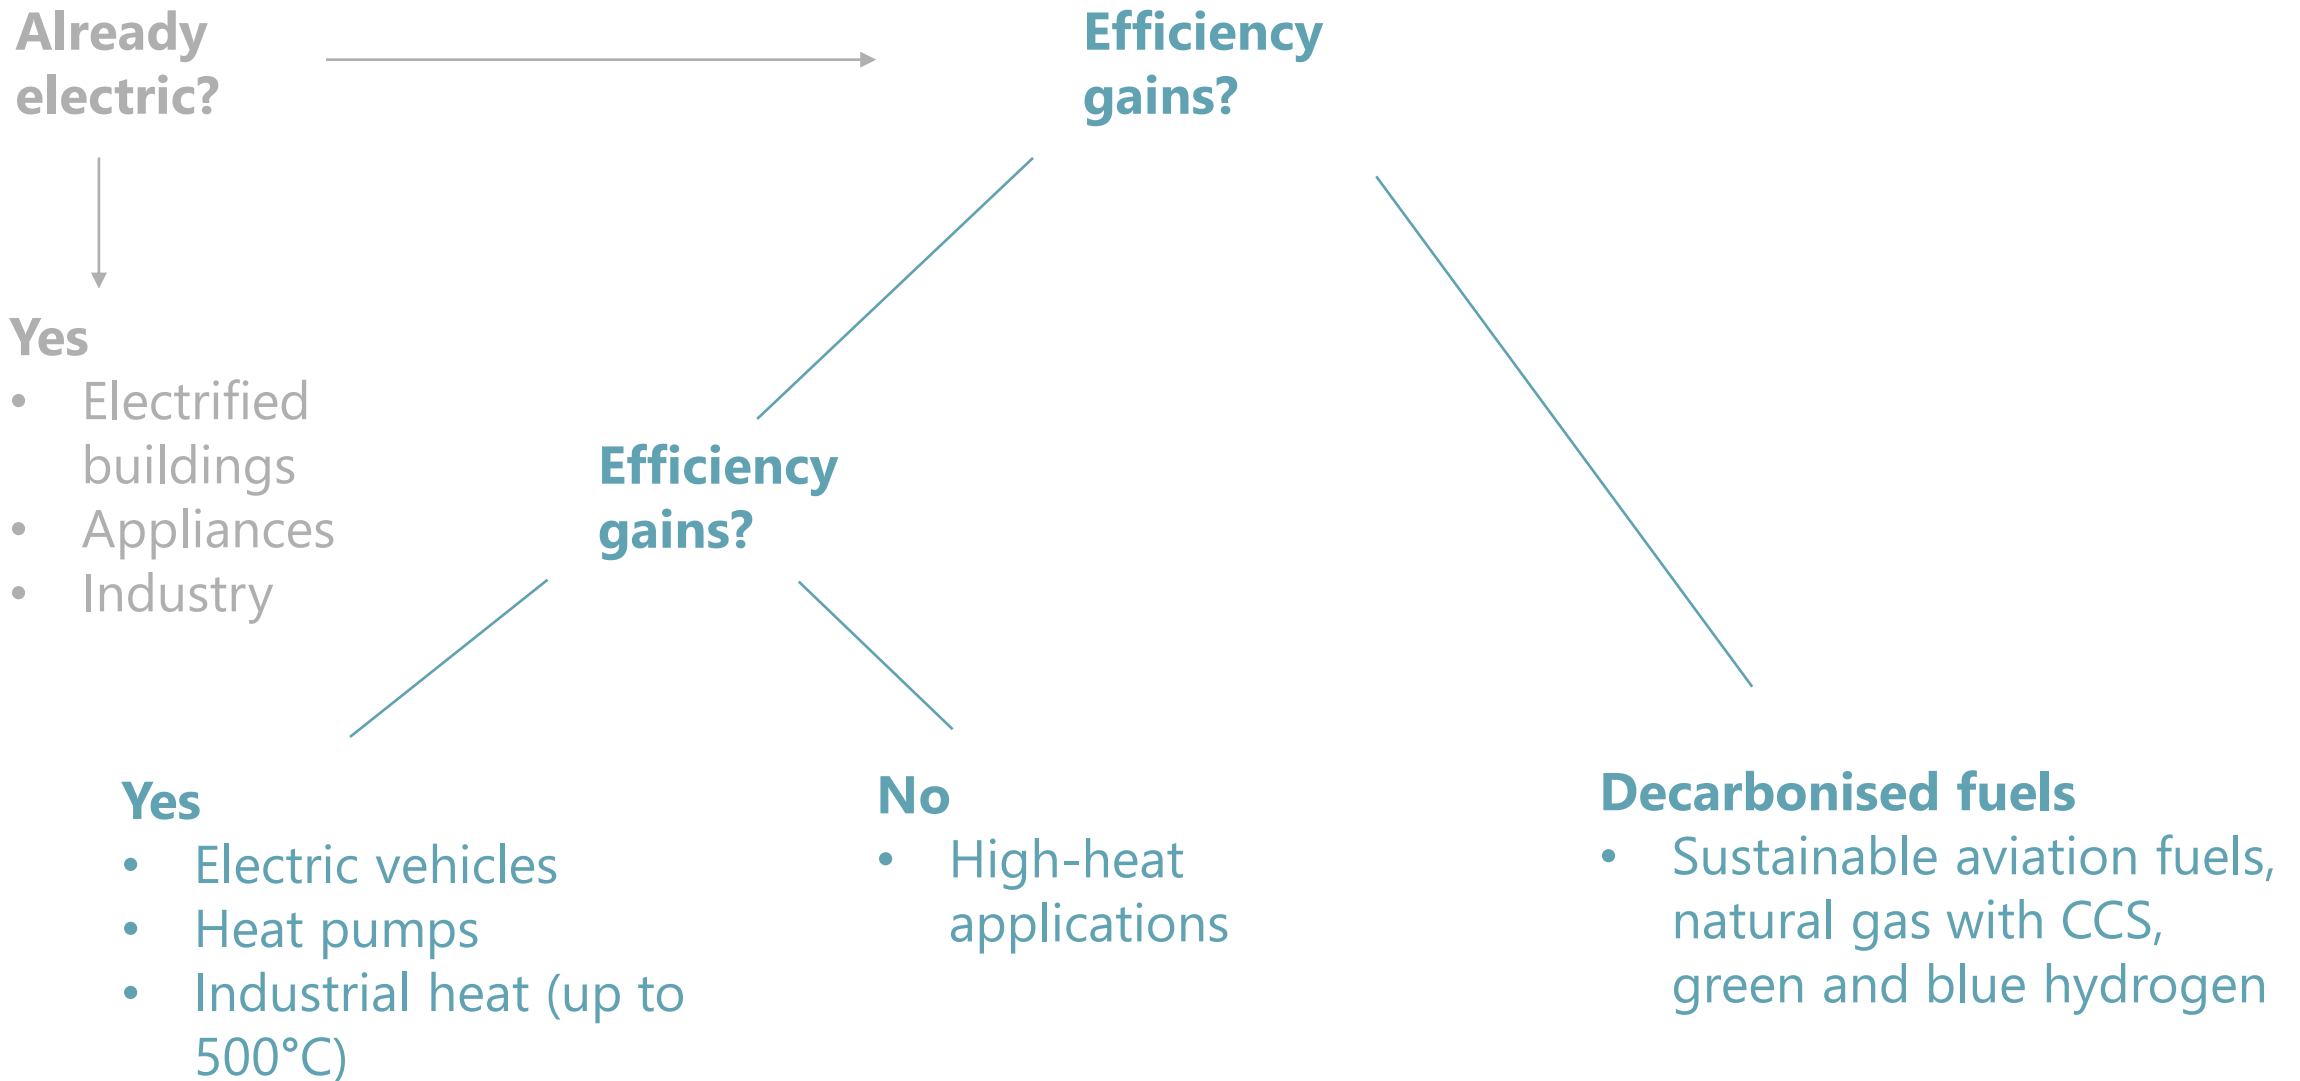 Already
electric?
Efficiency
gains?
Yes
• Electrified
buildings
• Appliances
• Industry
Efficiency
gains?
Yes
• Electric vehicles
• Heat pumps
• Industrial heat (up to
500°C)
No
• High-heat
applications
Decarbonised fuels
• Sustainable aviation fuels,
natural gas with CCS,
green and blue hydrogen